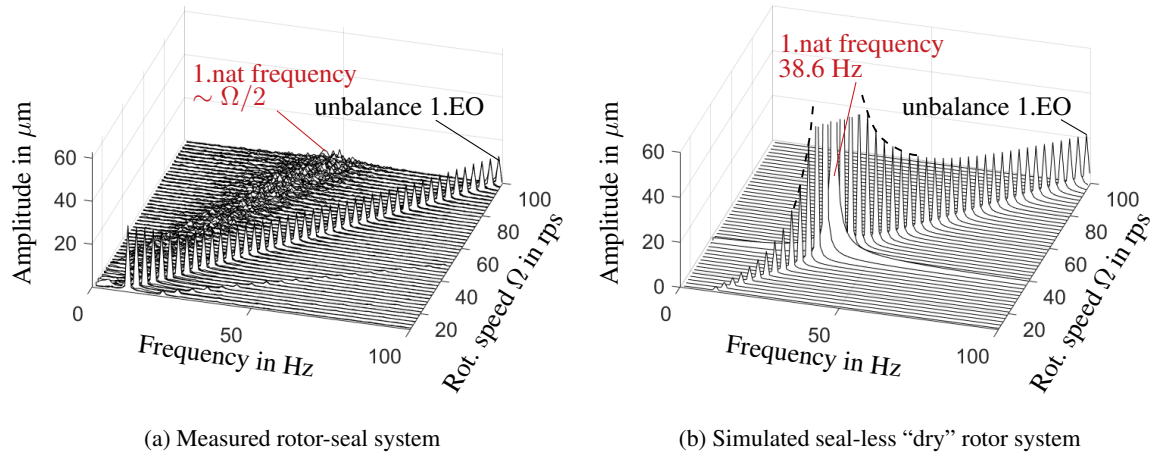 1.nat frequency
∼ Ω/2
unbalance 1.EO
Amplitude in μm
60
40
20
0
50
100
Frequency in Hz
20
40
60
80
100
Rot. speed Ω in rps
(a) Measured rotor-seal system
1.nat frequency
38.6 Hz
unbalance 1.EO
Amplitude in μm
60
40
20
0
0
50
100
Frequency in Hz
20
40
60
80
100
Rot. speed Ω in rps
(b) Simulated seal-less “dry” rotor system